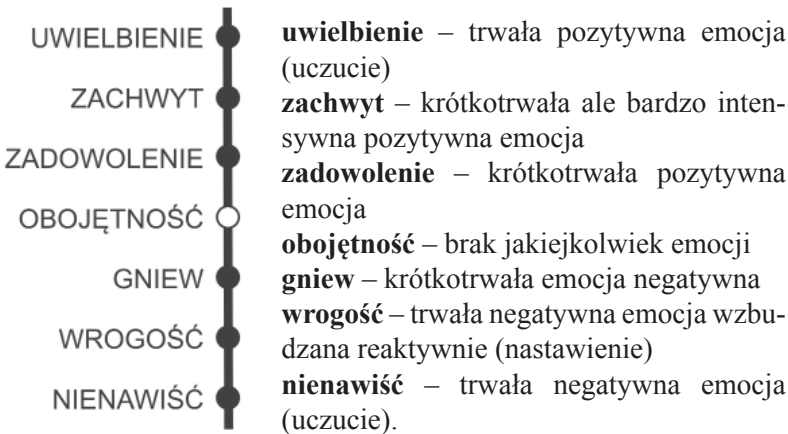 UWIELBIENIE
ZACHWYT
ZADOWOLENIE
OBOJĘTNOŚĆ
GNIEW
WROGOŚĆ
NIENAWIŚĆ
uwielbienie – trwała pozytywna emocja
(uczucie)
zachwyt – krótkotrwała ale bardzo inten-
sywna pozytywna emocja
zadowolenie – krótkotrwała pozytywna
emocja
obojętność – brak jakiejkolwiek emocji
gniew – krótkotrwała emocja negatywna
wrogość – trwała negatywna emocja wzbu-
dzana reaktywnie (nastawienie)
nienawiść – trwała negatywna emocja
(uczucie).